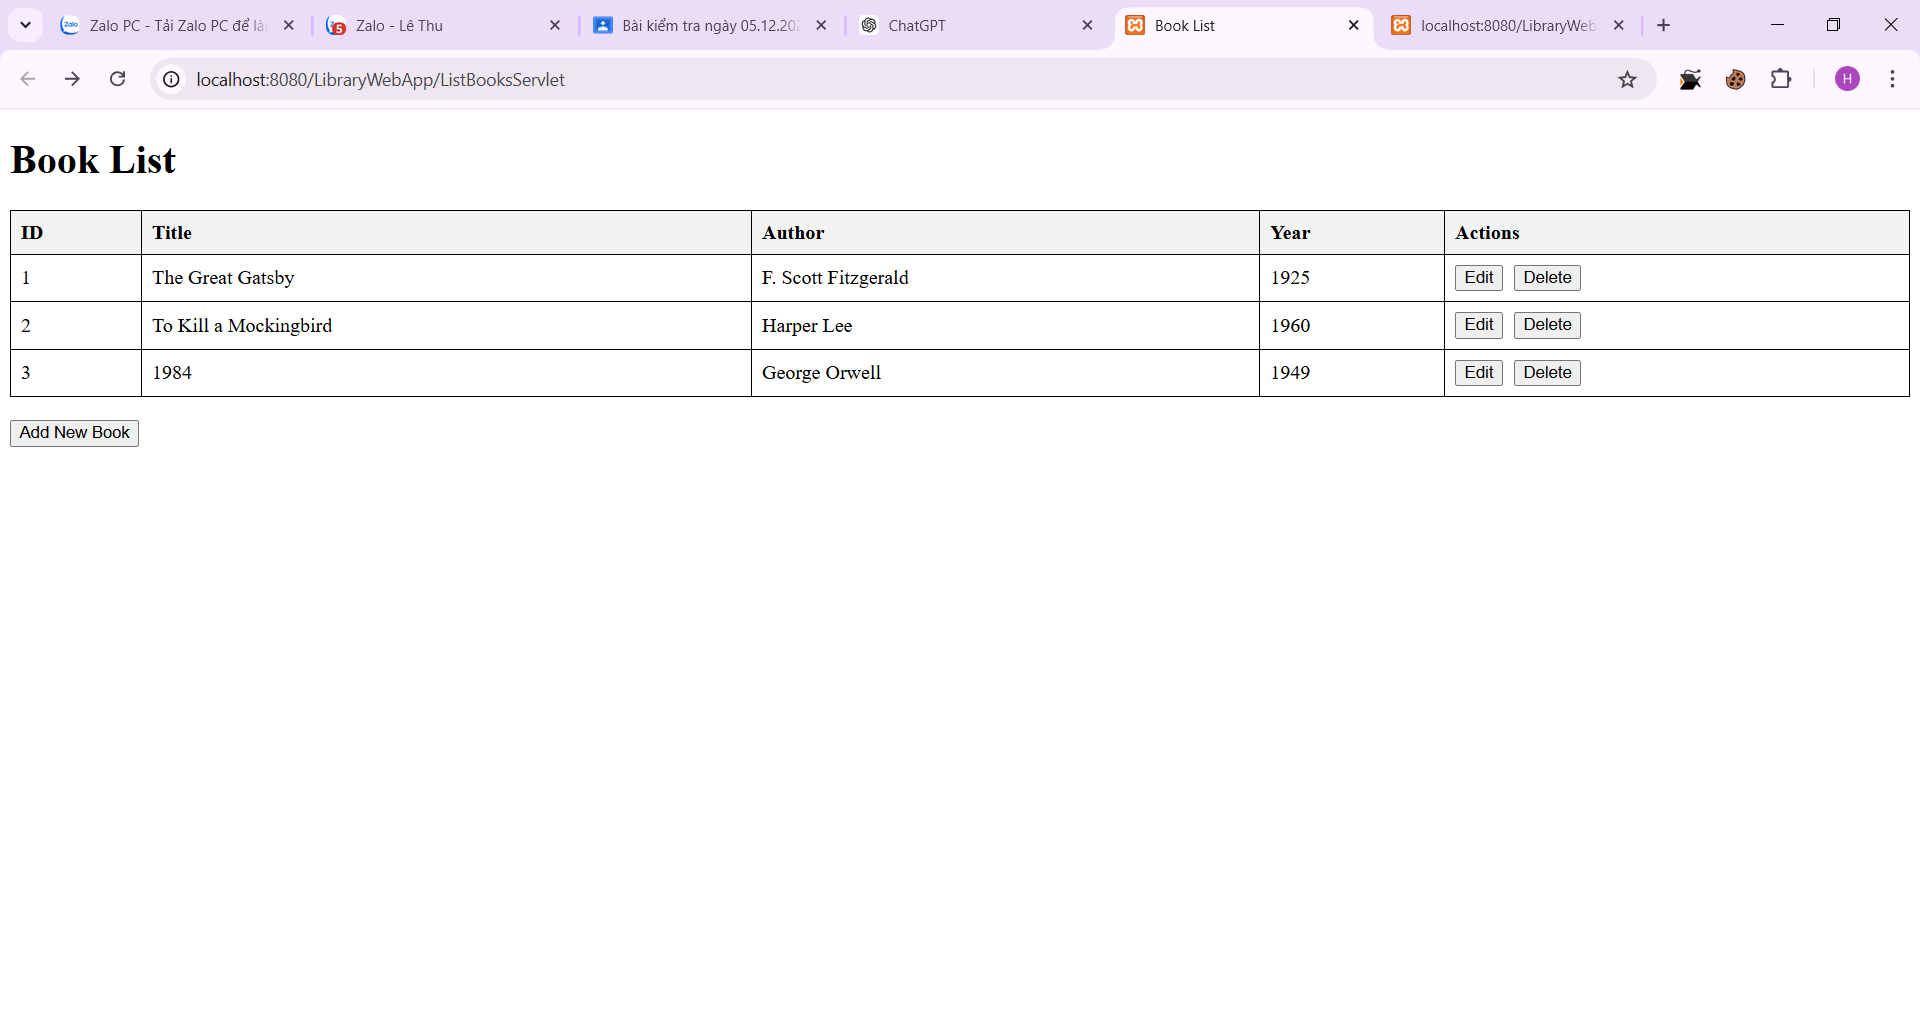 Zalo PC - Tải Zalo PC để là
Zalo - Lê Thu
Bài kiểm tra ngày 05.12.20
ChatGPT
Book List
localhost:8080/LibraryWeb
localhost:8080/LibraryWebApp/ListBooksServlet
H
Book List
ID Title Author Year Actions
1 The Great Gatsby F. Scott Fitzgerald 1925 Edit Delete
2 To Kill a Mockingbird Harper Lee 1960 Edit Delete
3 1984 George Orwell 1949 Edit Delete
Add New Book